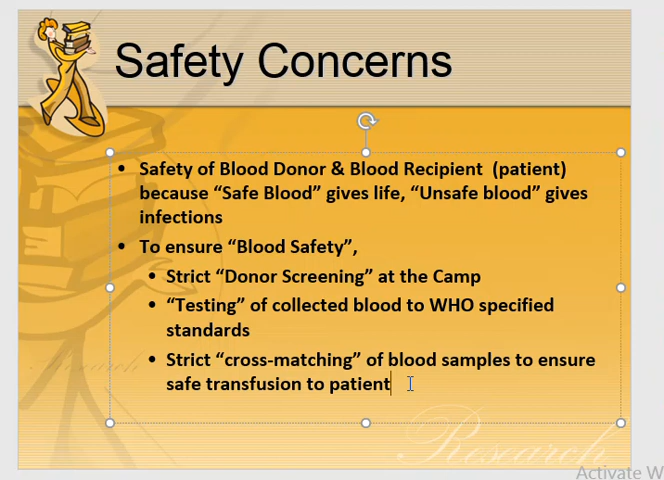 Safety Concerns
• Safety of Blood Donor & Blood Recipient (patient)
because “Safe Blood” gives life, “Unsafe blood” gives
infections
• To ensure “Blood Safety”,
• Strict “Donor Screening” at the Camp
• “Testing” of collected blood to WHO specified
standards
• Strict “cross-matching” of blood samples to ensure
safe transfusion to patient
Research
Activate W